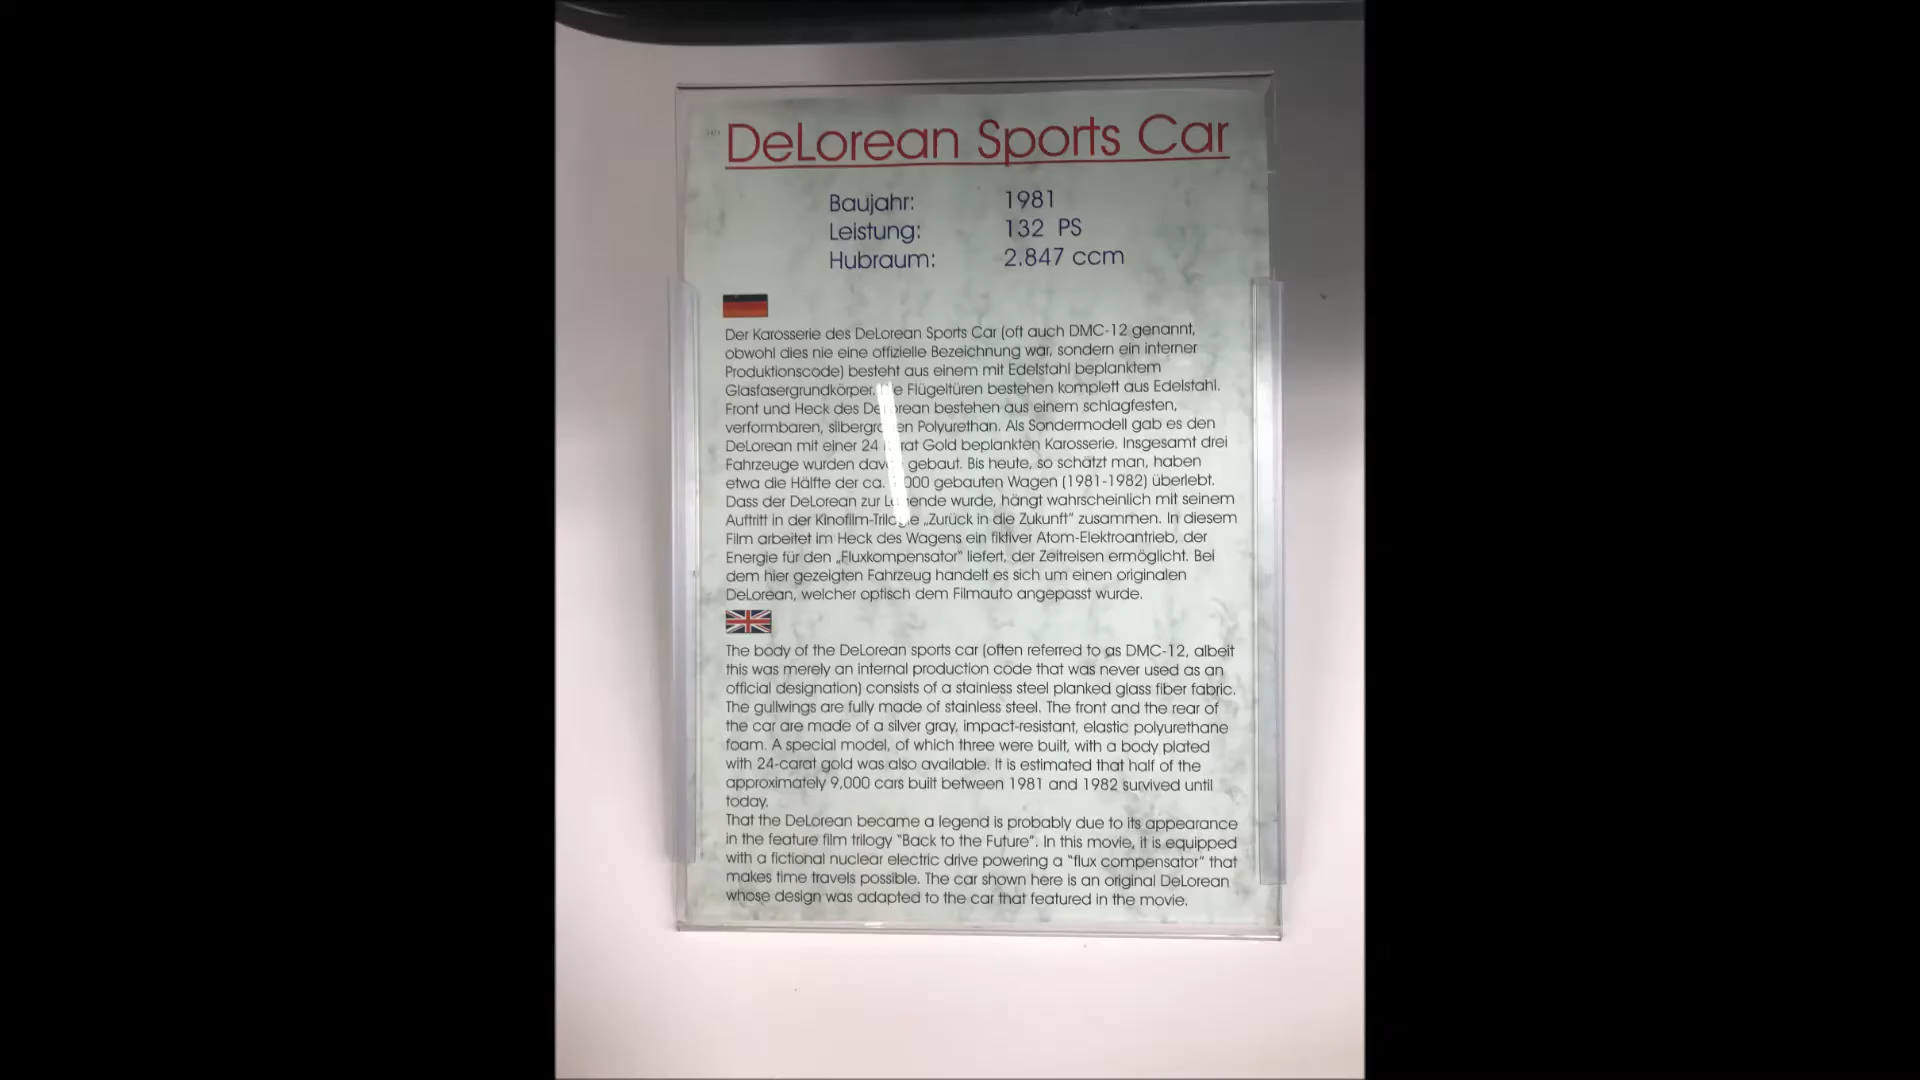 DeLorean Sports Car
Baujahr: 1981
Leistung: 132 PS
Hubraum: 2.847 ccm
Der Karosserie des DeLorean Sports Car (oft auch DMC-12 genannt,
obwohl dies nie eine offizielle Bezeichnung war, sondern ein interner
Produktionscode) besteht aus einem mit Edelstahl beplanktem
Glasfasergrundkörper. Flügeltüren bestehen komplett aus Edelstahl.
Front und Heck des DeLorean bestehen aus einem schlagfesten,
verformbaren, silbergrauen Polyurethan. Als Sondermodell gab es den
DeLorean mit einer 24 Gold beplankten Karosserie. Insgesamt drei
Fahrzeuge wurden davon gebaut. Bis heute, so schätzt man, haben
etwa die Hälfte der ca. gebauten Wagen (1981-1982) überlebt.
Dass der DeLorean zur Legende wurde, hängt wahrscheinlich mit seinem
Auftritt in der Kinofilm-Trilogie „Zurück in die Zukunft“ zusammen. In diesem
Film arbeitet im Heck des Wagens ein fiktiver Atom-Elektroantrieb, der
Energie für den „Fluxkompensator“ liefert, der Zeitreisen ermöglicht. Bei
dem hier gezeigten Fahrzeug handelt es sich um einen originalen
DeLorean, welcher optisch dem Filmauto angepasst wurde.
The body of the DeLorean sports car (often referred to as DMC-12, albeit
this was merely an internal production code that was never used as an
official designation) consists of a stainless steel planked glass fiber fabric.
The gullwings are fully made of stainless steel. The front and the rear of
the car are made of a silver gray, impact-resistant, elastic polyurethane
foam. A special model, of which three were built, with a body plated
with 24-carat gold was also available. It is estimated that half of the
approximately 9,000 cars built between 1981 and 1982 survived until
today.
That the DeLorean became a legend is probably due to its appearance
in the feature film trilogy “Back to the Future”. In this movie, it is equipped
with a fictional nuclear electric drive powering a “flux compensator” that
makes time travels possible. The car shown here is an original DeLorean
whose design was adapted to the car that featured in the movie.